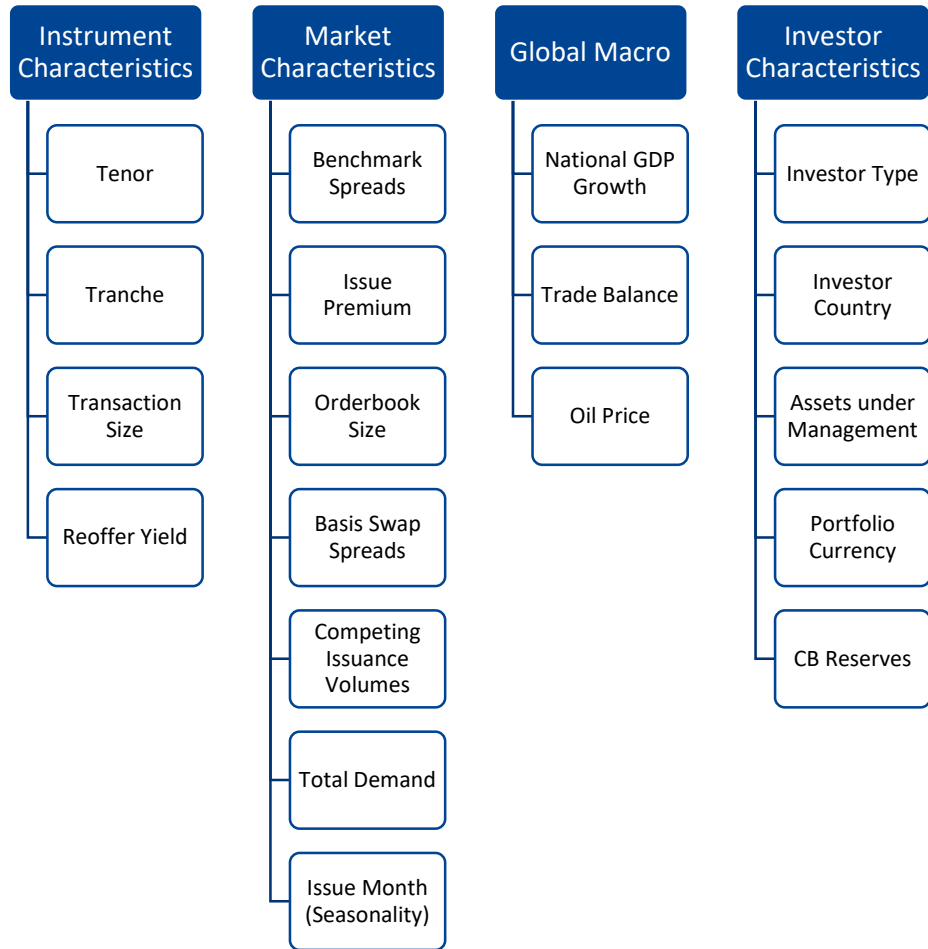 Instrument
Characteristics
Tenor
Tranche
Transaction
Size
Reoffer Yield
Market
Characteristics
Benchmark
Spreads
Issue
Premium
Orderbook
Size
Basis Swap
Spreads
Competing
Issuance
Volumes
Total Demand
Issue Month
(Seasonality)
Global Macro
National GDP
Growth
Trade Balance
Oil Price
Investor
Characteristics
Investor Type
Investor
Country
Assets under
Management
Portfolio
Currency
CB Reserves